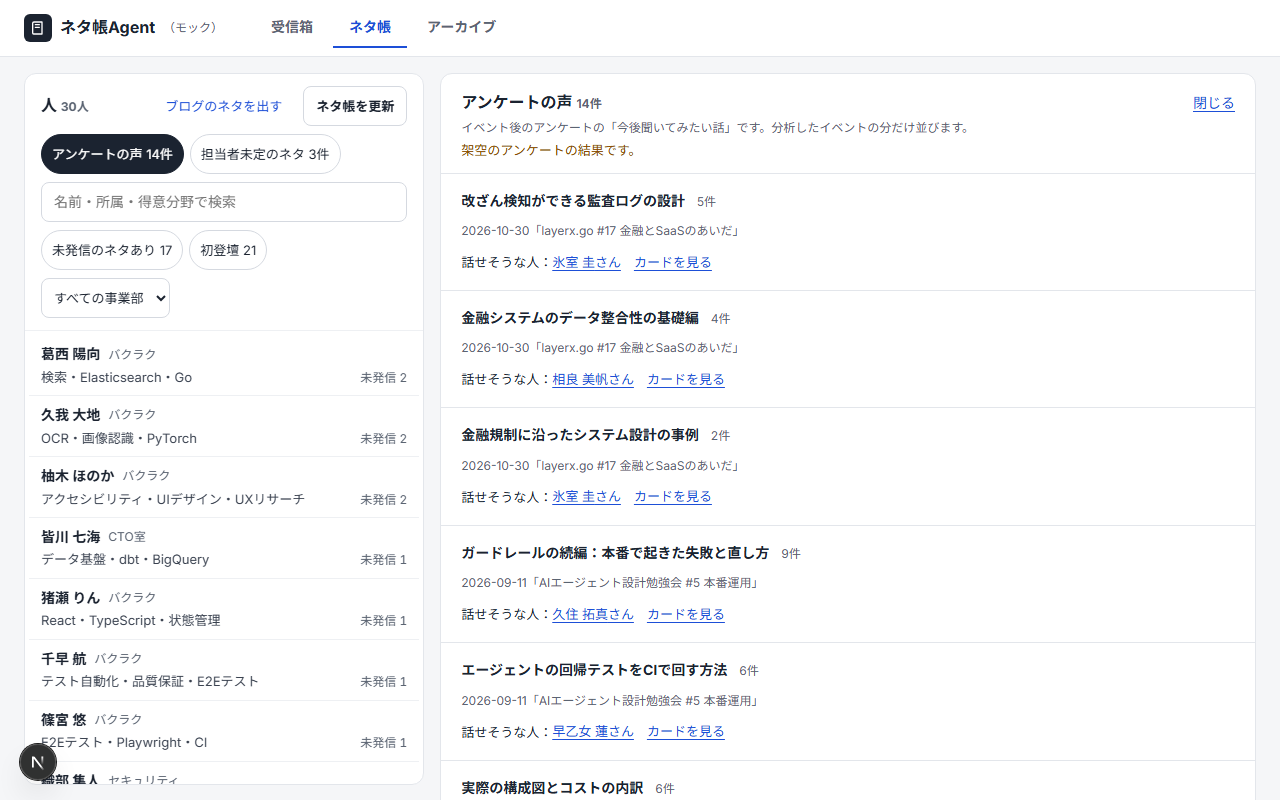 ネタ帳Agent （モック） 受信箱 ネタ帳 アーカイブ
人 30人 ブログのネタを出す ネタ帳を更新
アンケートの声 14件 担当者未定のネタ 3件
名前・所属・得意分野で検索
未発信のネタあり 17 初登壇 21
すべての事業部
葛西 陽向 バクラク
検索・Elasticsearch・Go 未発信 2
久我 大地 バクラク
OCR・画像認識・PyTorch 未発信 2
柚木 ほのか バクラク
アクセシビリティ・UIデザイン・UXリサーチ 未発信 2
皆川 七海 CTO室
データ基盤・dbt・BigQuery 未発信 1
猪瀬 りん バクラク
React・TypeScript・状態管理 未発信 1
千早 航 バクラク
テスト自動化・品質保証・E2Eテスト 未発信 1
篠宮 悠 バクラク
E2Eテスト・Playwright・CI 未発信 1
織部 隼人 セキュリティ
N
アンケートの声 14件 閉じる
イベント後のアンケートの「今後聞いてみたい話」です。分析したイベントの分だけ並びます。
架空のアンケートの結果です。
改ざん検知ができる監査ログの設計 5件
2026-10-30「layerx.go #17 金融とSaaSのあいだ」
話せそうな人：氷室 圭さん カードを見る
金融システムのデータ整合性の基礎編 4件
2026-10-30「layerx.go #17 金融とSaaSのあいだ」
話せそうな人：相良 美帆さん カードを見る
金融規制に沿ったシステム設計の事例 2件
2026-10-30「layerx.go #17 金融とSaaSのあいだ」
話せそうな人：氷室 圭さん カードを見る
ガードレールの続編：本番で起きた失敗と直し方 9件
2026-09-11「AIエージェント設計勉強会 #5 本番運用」
話せそうな人：久住 拓真さん カードを見る
エージェントの回帰テストをCIで回す方法 6件
2026-09-11「AIエージェント設計勉強会 #5 本番運用」
話せそうな人：早乙女 蓮さん カードを見る
実際の構成図とコストの内訳 6件